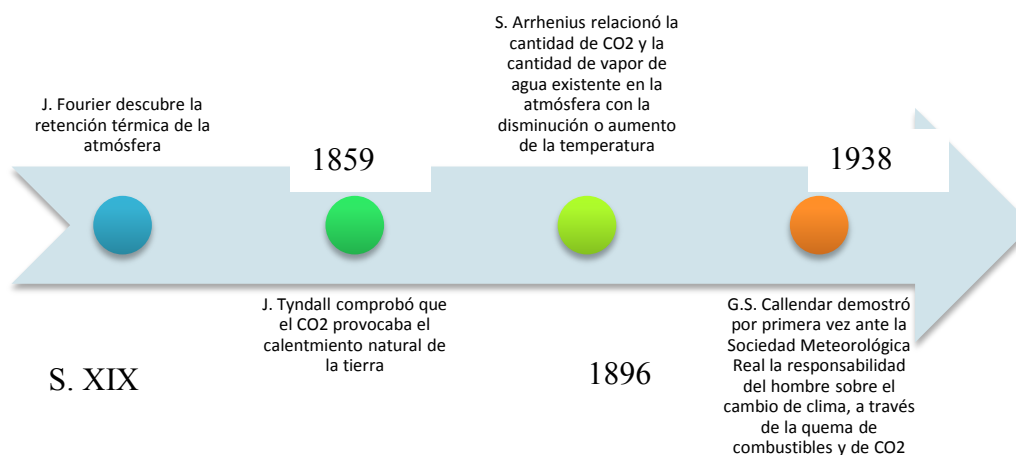 J. Fourier descubre la
retención térmica de la
atmósfera
S. XIX
1859
J. Tyndall comprobó que
el CO2 provocaba el
calentmiento natural de
la tierra
S. Arrhenius relacionó la
cantidad de CO2 y la
cantidad de vapor de
agua existente en la
atmósfera con la
disminución o aumento
de la temperatura
1896
1938
G.S. Callendar demostró
por primera vez ante la
Sociedad Meteorológica
Real la responsabilidad
del hombre sobre el
cambio de clima, a través
de la quema de
combustibles y de CO2